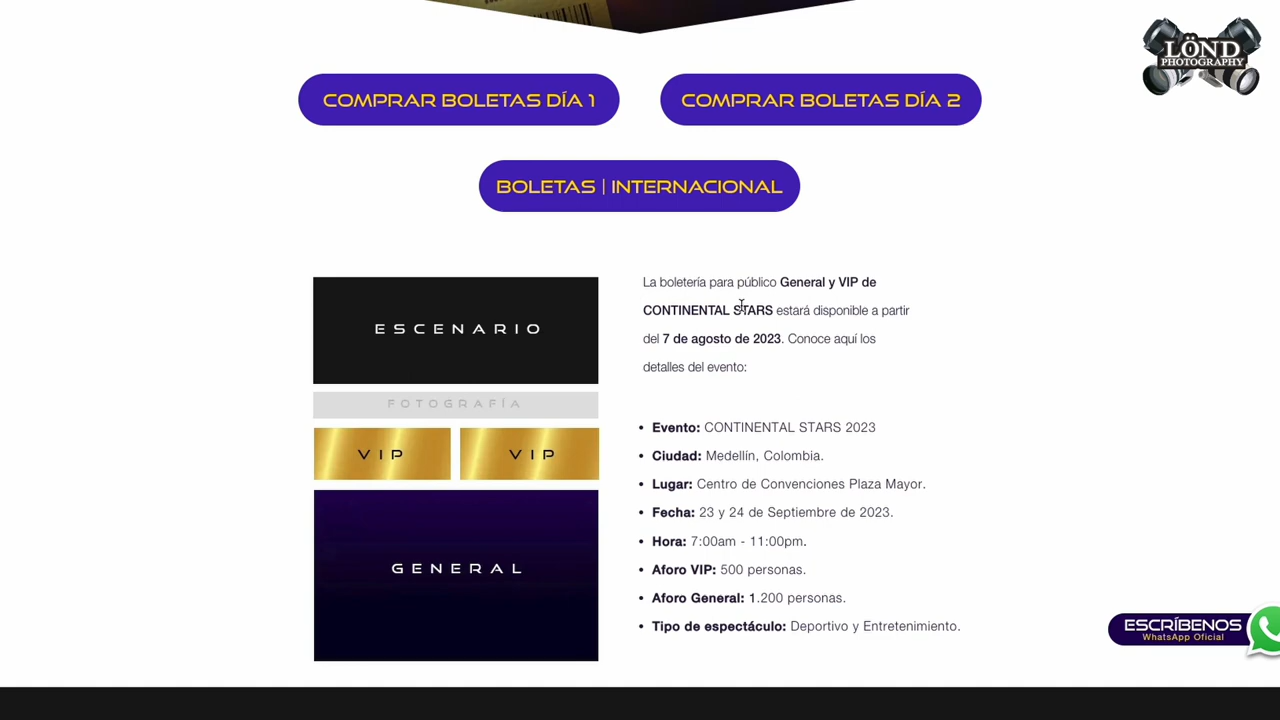 LÖND
PHOTOGRAPHY
COMPRAR BOLETAS DÍA 1
COMPRAR BOLETAS DÍA 2
BOLETAS | INTERNACIONAL
ESCENARIO
FOTOGRAFÍA
VIP
VIP
GENERAL
La boletería para público General y VIP de
CONTINENTAL STARS estará disponible a partir
del 7 de agosto de 2023. Conoce aquí los
detalles del evento:
• Evento: CONTINENTAL STARS 2023
• Ciudad: Medellín, Colombia.
• Lugar: Centro de Convenciones Plaza Mayor.
• Fecha: 23 y 24 de Septiembre de 2023.
• Hora: 7:00am - 11:00pm.
• Aforo VIP: 500 personas.
• Aforo General: 1.200 personas.
• Tipo de espectáculo: Deportivo y Entretenimiento.
ESCRÍBENOS
WhatsApp Oficial